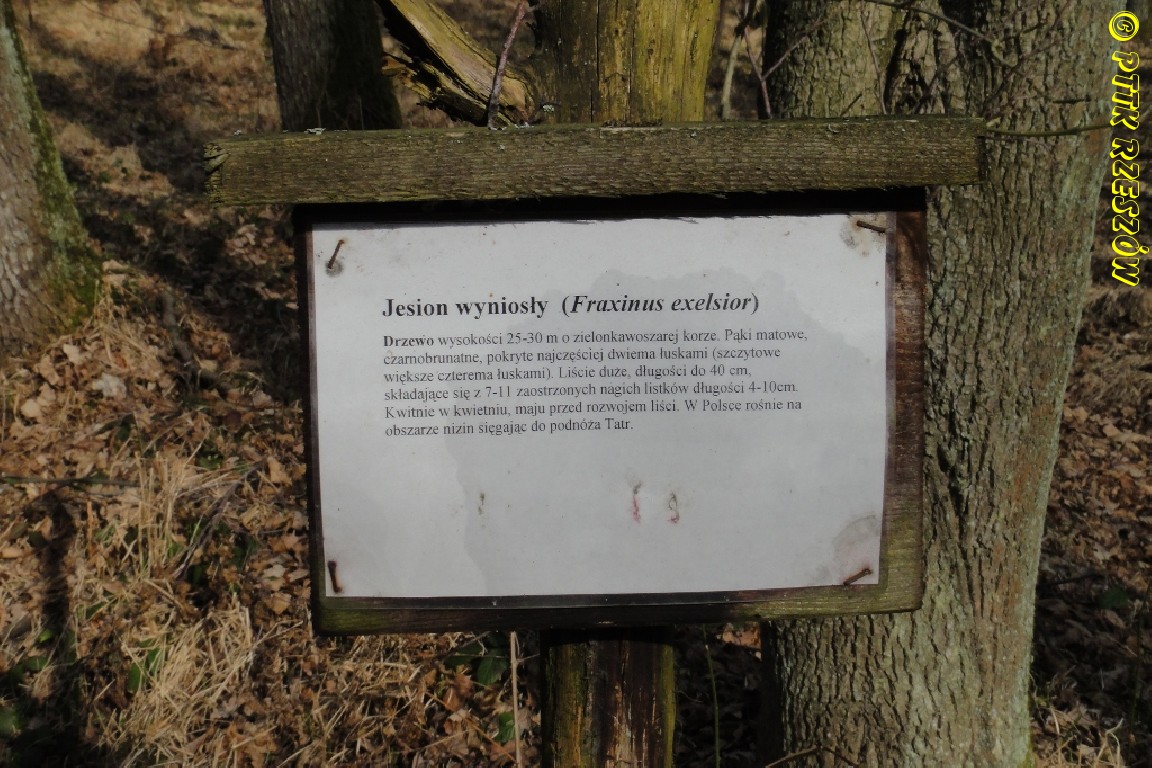 Jesion wyniosły (Fraxinus exelsior)
Drzewo wysokości 25-30 m o zielonkawoszarej korze. Pąki matowe,
czarnobrunatne, pokryte najczęściej dwiema łuskami (szczytowe
większe czterema łuskami). Liście duże, długości do 40 cm,
składające się z 7-11 zaostrzonych nagich listków długości 4-10cm.
Kwitnie w kwietniu, maju przed rozwojem liści. W Polsce rośnie na
obszarze nizin sięgając do podnóża Tatr.
© PTTK RZESZÓW